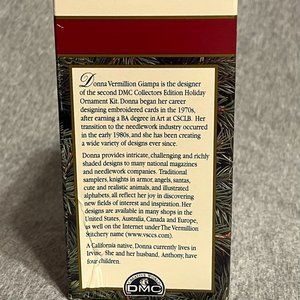 Donna Vermillion Giampa is the designer
of the second DMC Collectors Edition Holiday
Ornament Kit. Donna began her career
designing embroidered cards in the 1970s,
after earning a BA degree in Art at CSCLB. Her
transition to the needlework industry occurred
in the early 1980s, and she has been creating
a wide variety of designs ever since.
Donna provides intricate, challenging and richly
shaded designs to many national magazines
and needlework companies. Traditional
samplers, knights in armor, angels, santas,
cute and realistic animals, and illustrated
alphabets, all reflect her joy in discovering
new fields of interest and inspiration. Her
designs are available in many shops in the
United States, Australia, Canada and Europe,
as well on the internet under The Vermillion
Stitchery name (www.vsccs.com).
A California native, Donna currently lives in
Irvine. She and her husband, Anthony, have
four children.
DMC